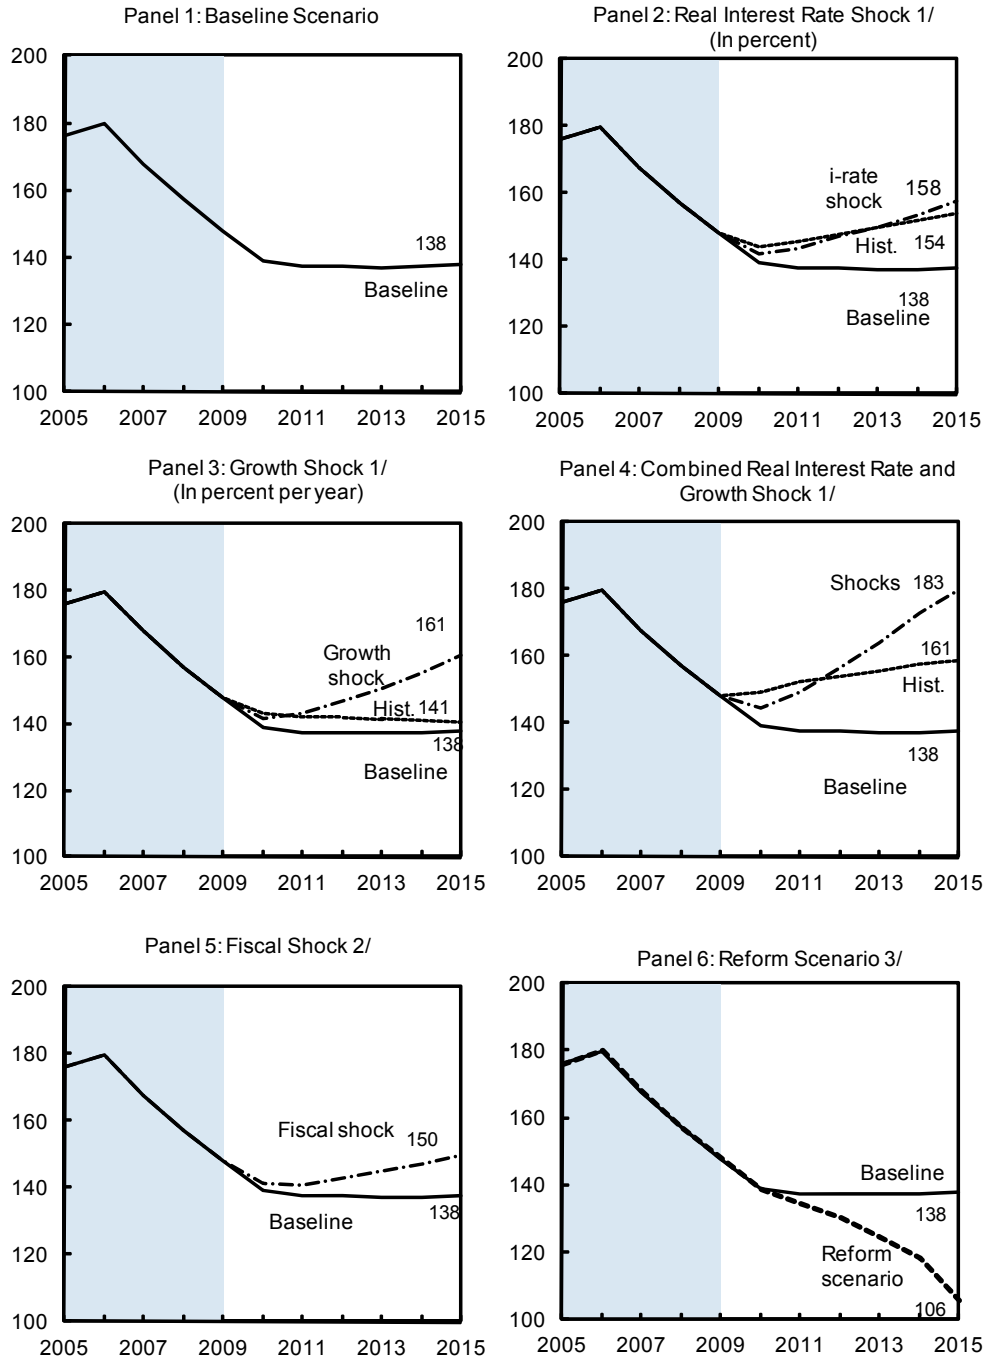 Panel 1: Baseline Scenario
200
180
160
140
120
100
138
Baseline
2005 2007 2009 2011 2013 2015
Panel 2: Real Interest Rate Shock 1/
(In percent)
200
180
160
140
120
100
i-rate
shock
158
Hist. 154
138
Baseline
2005 2007 2009 2011 2013 2015
Panel 3: Growth Shock 1/
(In percent per year)
200
180
160
140
120
100
161
Growth
shock
Hist. 141
138
Baseline
2005 2007 2009 2011 2013 2015
Panel 4: Combined Real Interest Rate and
Growth Shock 1/
200
180
160
140
120
100
Shocks 183
161
Hist.
138
Baseline
2005 2007 2009 2011 2013 2015
Panel 5: Fiscal Shock 2/
200
180
160
140
120
100
Fiscal shock 150
138
Baseline
2005 2007 2009 2011 2013 2015
Panel 6: Reform Scenario 3/
200
180
160
140
120
100
Baseline
138
Reform
scenario
106
2005 2007 2009 2011 2013 2015